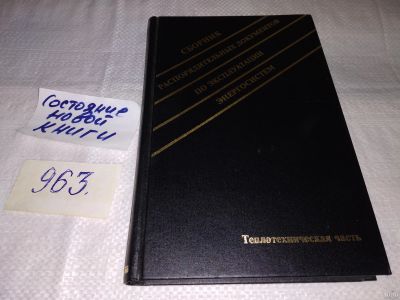 СБОРНИК
РАСПОРЯДИТЕЛЬНЫХ ДОКУМЕНТОВ
ПО ЭКСПЛУАТАЦИИ
ЭНЕРГОСИСТЕМ
Теплотехническая часть
Состояние
новой
книги
963.